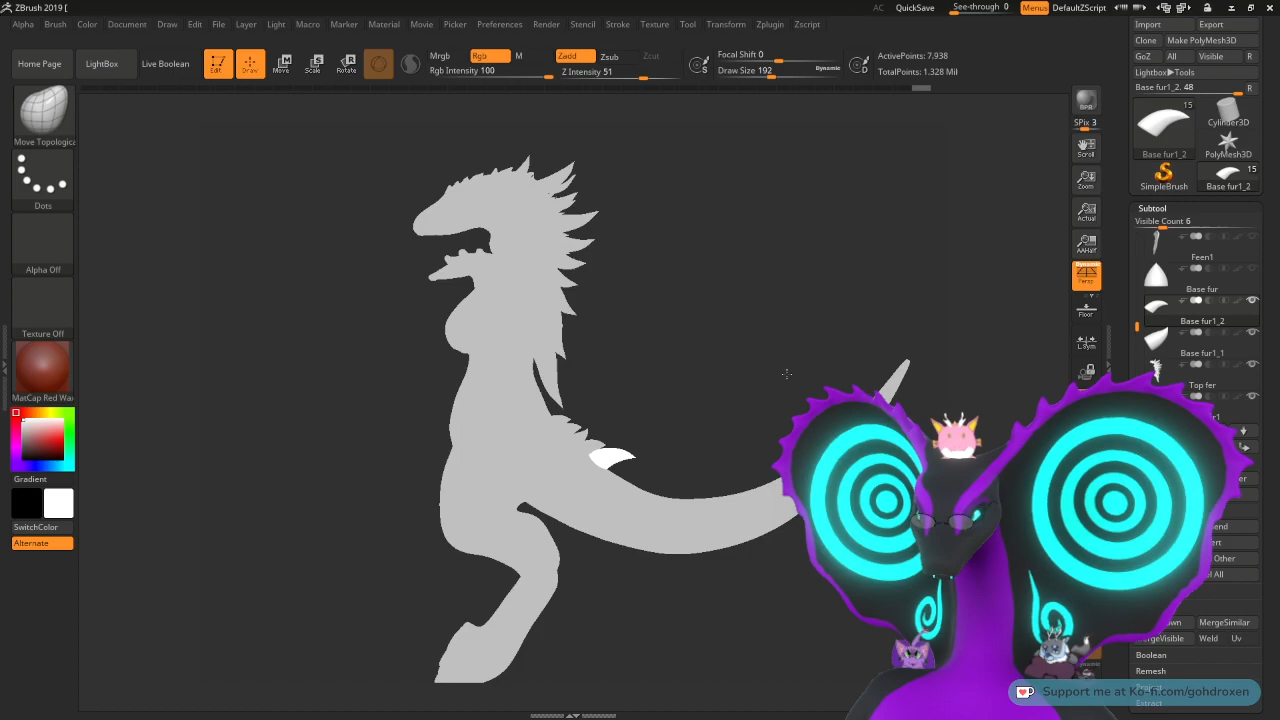 ZBrush 2019 [
AC QuickSave See-through 0 Menus DefaultZScript
Alpha Brush Color Document Draw Edit File Layer Light Macro Marker Material Movie Picker Preferences Render Stencil Stroke Texture Tool Transform Zplugin Zscript
Home Page LightBox Live Boolean Edit Draw Move Scale Rotate
Mrgb Rgb M Zadd Zsub Zcut
Rgb Intensity 100 Z Intensity 51
Focal Shift 0
Draw Size 192 Dynamic
S
D
ActivePoints: 7,938
TotalPoints: 1.328 Mil
Import Export
Clone Make PolyMesh3D
GoZ All Visible R
Lightbox▶Tools
Base fur1_2. 48 R
15
Cylinder3D
Base fur1_2 PolyMesh3D
15
SimpleBrush Base fur1_2
Subtool
Visible Count 6
Feen1
Base fur
Base fur1_2
Base fur1_1
Top fer
Move Topologica
Dots
Alpha Off
Texture Off
MatCap Red Wax
Gradient
SwitchColor
Alternate
BPR
SPix 3
Scroll
Zoom
Actual
AAHalf
Dynamic
Persp
Floor
L.Sym
Other
MergeSimilar
MergeVisible Weld Uv
Boolean
Remesh
Project
Extract
Support me at Ko-fi.com/gohdroxen